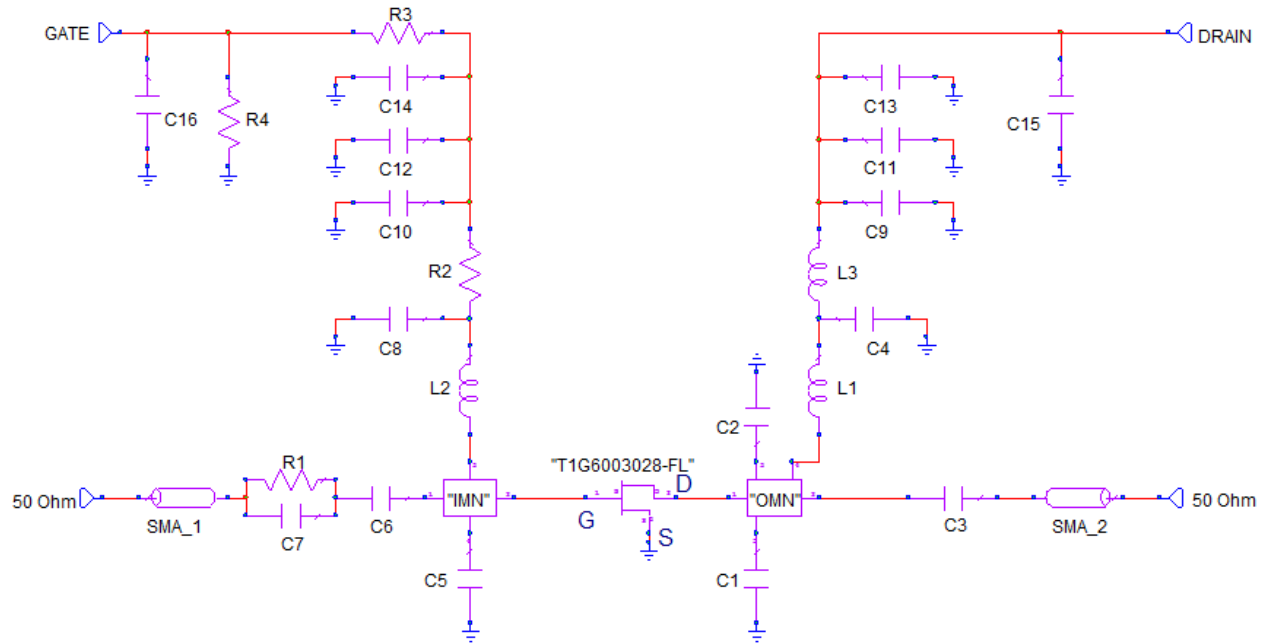 R3
GATE
DRAIN
C14
C13
C16
R4
C15
C12
C11
C10
C9
R2
L3
C8
C4
L2
L1
C2
"T1G6003028-FL"
R1
D
50 Ohm
"IMN"
"OMN"
50 Ohm
SMA_1
C6
G
C3
SMA_2
C7
S
C5
C1